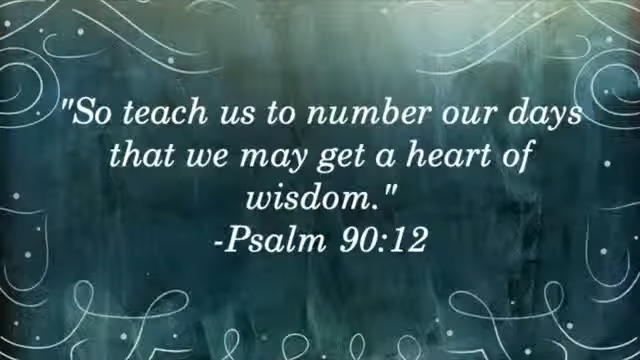 "So teach us to number our days
that we may get a heart of
wisdom."
-Psalm 90:12